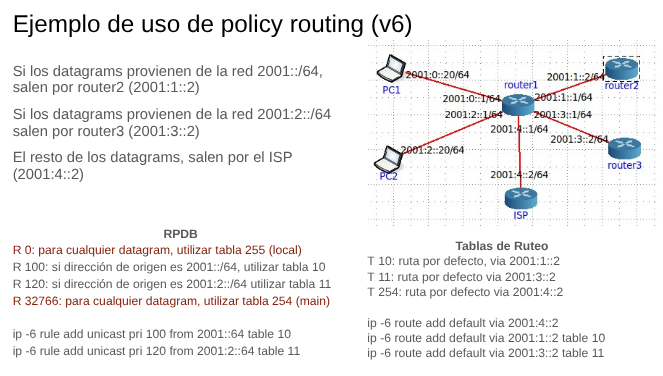 Ejemplo de uso de policy routing (v6)
Si los datagrams provienen de la red 2001::/64,
salen por router2 (2001:1::2)
Si los datagrams provienen de la red 2001:2::/64
salen por router3 (2001:3::2)
El resto de los datagrams, salen por el ISP
(2001:4::2)
PC1
2001:0::20/64
router1
2001:1::2/64
router2
2001:0::1/64
2001:1::1/64
2001:2::1/64
2001:3::1/64
2001:4::1/64
2001:3::2/64
router3
2001:2::20/64
PC2
2001:4::2/64
ISP
RPDB
R 0: para cualquier datagram, utilizar tabla 255 (local)
R 100: si dirección de origen es 2001::/64, utilizar tabla 10
R 120: si dirección de origen es 2001:2::/64 utilizar tabla 11
R 32766: para cualquier datagram, utilizar tabla 254 (main)
ip -6 rule add unicast pri 100 from 2001::64 table 10
ip -6 rule add unicast pri 120 from 2001:2::64 table 11
Tablas de Ruteo
T 10: ruta por defecto, via 2001:1::2
T 11: ruta por defecto via 2001:3::2
T 254: ruta por defecto via 2001:4::2
ip -6 route add default via 2001:4::2
ip -6 route add default via 2001:1::2 table 10
ip -6 route add default via 2001:3::2 table 11